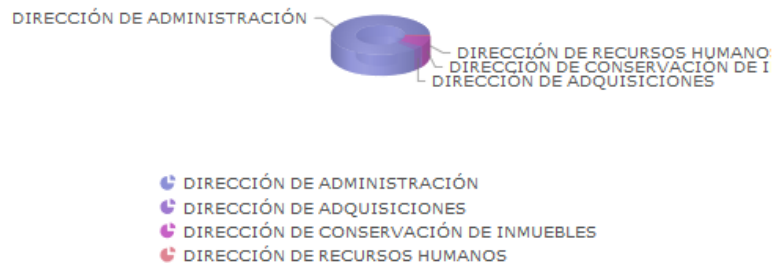 DIRECCIÓN DE ADMINISTRACIÓN
DIRECCIÓN DE RECURSOS HUMANO
DIRECCIÓN DE CONSERVACIÓN DE I
DIRECCIÓN DE ADQUISICIONES
DIRECCIÓN DE ADMINISTRACIÓN
DIRECCIÓN DE ADQUISICIONES
DIRECCIÓN DE CONSERVACIÓN DE INMUEBLES
DIRECCIÓN DE RECURSOS HUMANOS